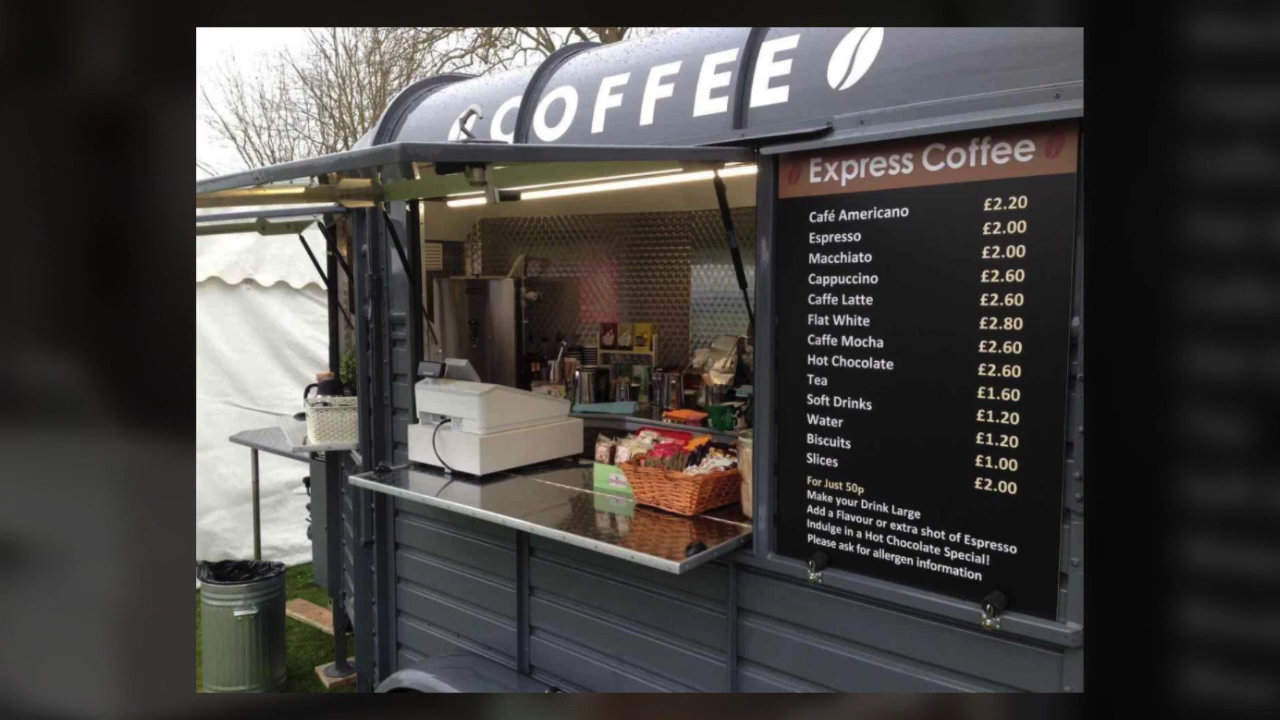 COFFEE
Express Coffee
Café Americano £2.20
Espresso £2.00
Macchiato £2.00
Cappuccino £2.60
Caffe Latte £2.60
Flat White £2.80
Caffe Mocha £2.60
Hot Chocolate £2.60
Tea £1.60
Soft Drinks £1.20
Water £1.20
Biscuits £1.00
Slices £2.00
For Just 50p
Make your Drink Large
Add a Flavour or extra shot of Espresso
Indulge in a Hot Chocolate Special!
Please ask for allergen information